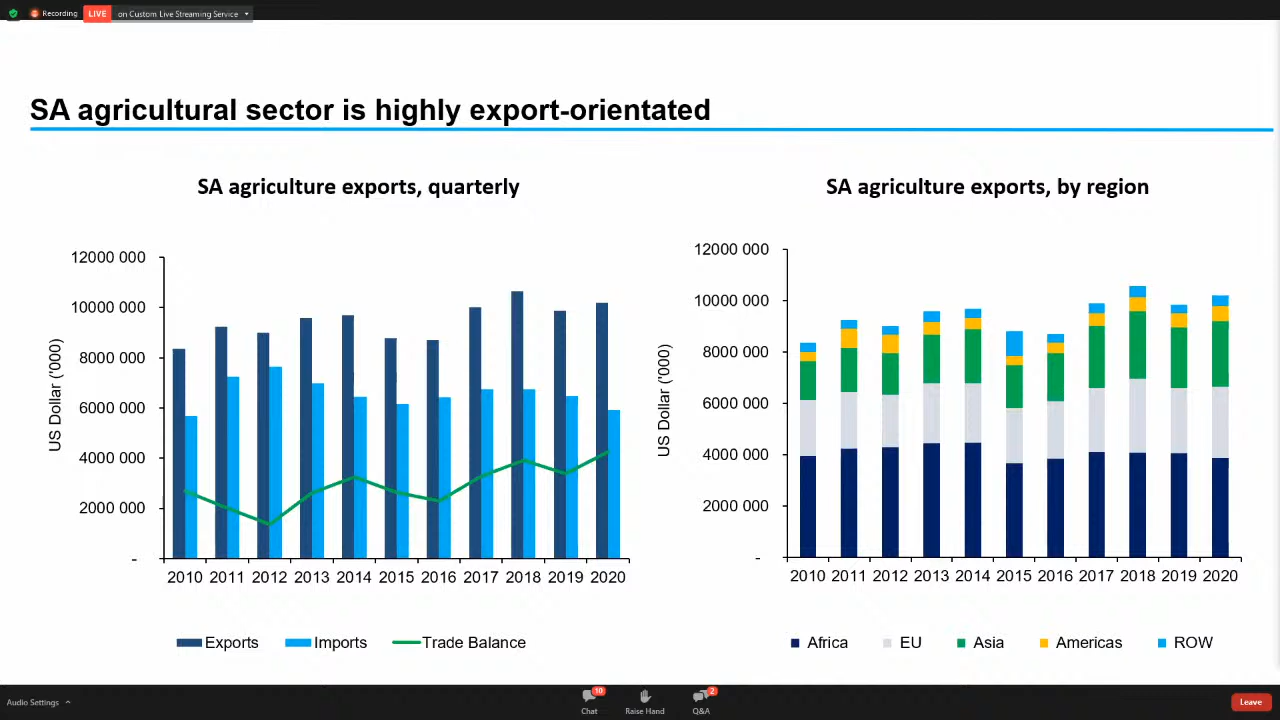 Recording
LIVE
on Custom Live Streaming Service
SA agricultural sector is highly export-orientated
SA agriculture exports, quarterly
US Dollar ('000)
12000 000
10000 000
8000 000
6000 000
4000 000
2000 000
-
2010 2011 2012 2013 2014 2015 2016 2017 2018 2019 2020
Exports Imports Trade Balance
SA agriculture exports, by region
US Dollar ('000)
12000 000
10000 000
8000 000
6000 000
4000 000
2000 000
-
2010 2011 2012 2013 2014 2015 2016 2017 2018 2019 2020
Africa EU Asia Americas ROW
Audio Settings
10
Chat
Raise Hand
2
Q&A
Leave